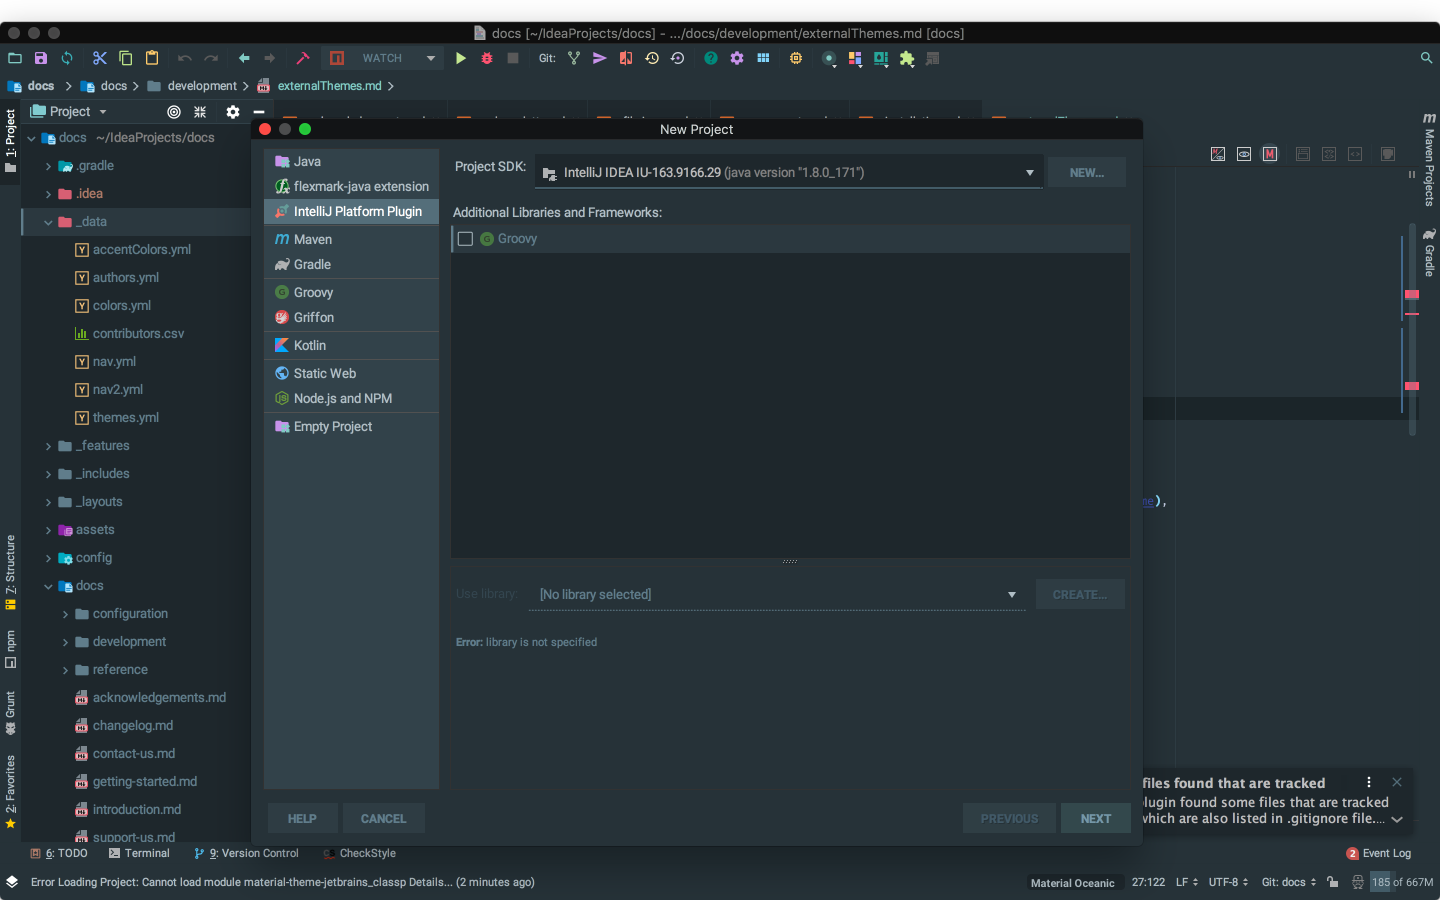 docs [~/IdeaProjects/docs] - .../docs/development/externalThemes.md [docs]
WATCH
Git:
docs
docs
development
externalThemes.md
Project
New Project
1: Project
7: Structure
npm
Grunt
2: Favorites
docs ~/IdeaProjects/docs
.gradle
.idea
_data
accentColors.yml
authors.yml
colors.yml
contributors.csv
nav.yml
nav2.yml
themes.yml
_features
_includes
_layouts
assets
config
docs
configuration
development
reference
acknowledgements.md
changelog.md
contact-us.md
getting-started.md
introduction.md
support-us.md
Java
flexmark-java extension
IntelliJ Platform Plugin
Maven
Gradle
Groovy
Griffon
Kotlin
Static Web
Node.js and NPM
Empty Project
Project SDK:
IntelliJ IDEA IU-163.9166.29 (java version "1.8.0_171")
NEW...
Additional Libraries and Frameworks:
Groovy
Use library:
[No library selected]
CREATE...
Error: library is not specified
HELP
CANCEL
PREVIOUS
NEXT
Maven Projects
Gradle
files found that are tracked
plugin found some files that are tracked
which are also listed in .gitignore file....
6: TODO
Terminal
9: Version Control
CheckStyle
2 Event Log
Error Loading Project: Cannot load module material-theme-jetbrains_classp Details... (2 minutes ago)
Material Oceanic
27:122
LF
UTF-8
Git: docs
185 of 667M